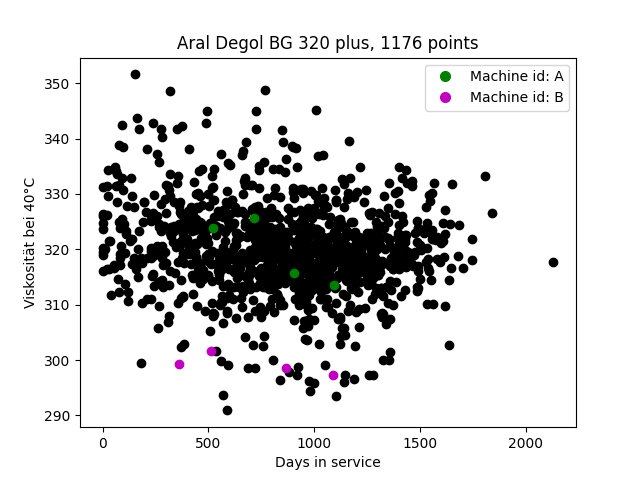 Aral Degol BG 320 plus, 1176 points
Machine id: A
Machine id: B
Viskosität bei 40°C
350
340
330
320
310
300
290
0 500 1000 1500 2000
Days in service